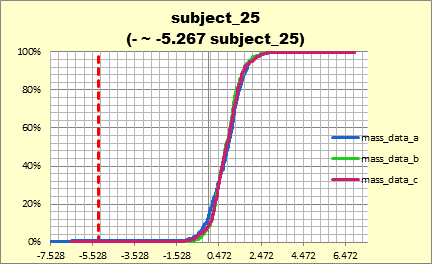 subject_25
(- ~ -5.267 subject_25)
100%
80%
60%
40%
20%
0%
mass_data_a
mass_data_b
mass_data_c
-7.528 -5.528 -3.528 -1.528 0.472 2.472 4.472 6.472